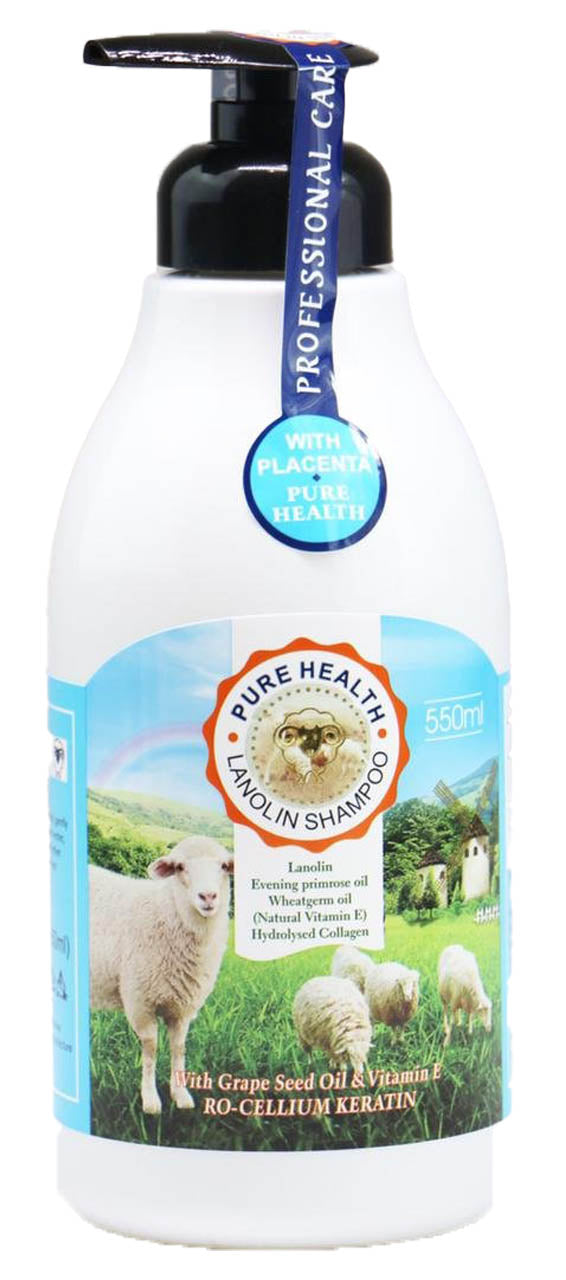 PROFESSIONAL CARE
WITH
PLACENTA
PURE
HEALTH
PURE HEALTH
LANOLIN SHAMPOO
550ml
Lanolin
Evening primrose oil
Wheatgerm oil
(Natural Vitamin E)
Hydrolysed Collagen
With Grape Seed Oil & Vitamin E
RO-CELLIUM KERATIN